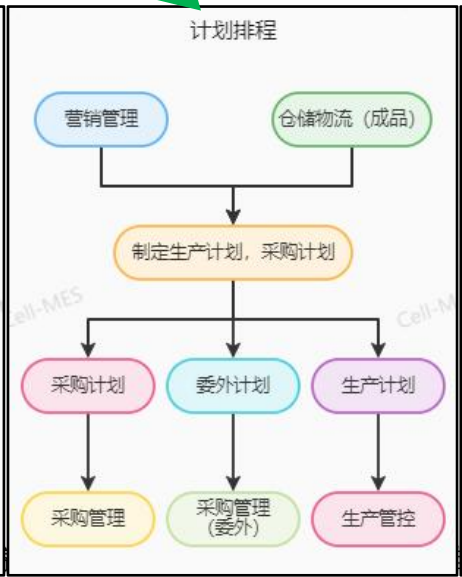 计划排程
营销管理
仓储物流（成品）
制定生产计划，采购计划
ell-MES
Cell-M
采购计划
委外计划
生产计划
采购管理
采购管理
（委外）
生产管控